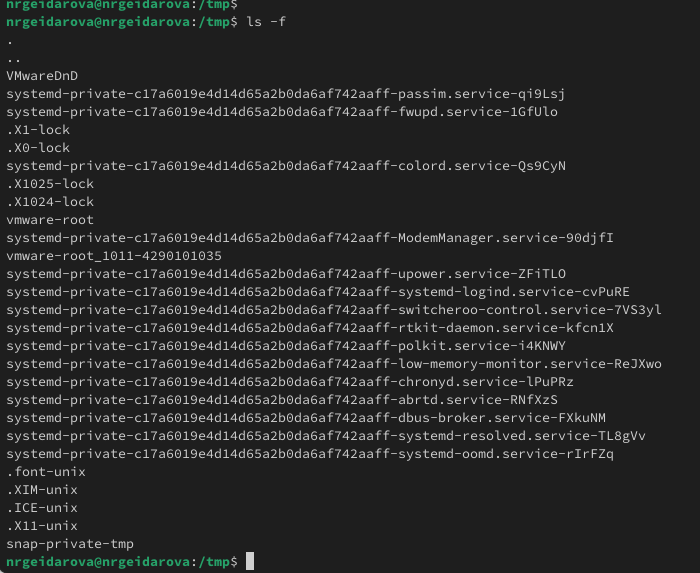 nrgeidarova@nrgeidarova:/tmp$
nrgeidarova@nrgeidarova:/tmp$ ls -f
.
..
VMwareDnD
systemd-private-c17a6019e4d14d65a2b0da6af742aaff-passim.service-qi9Lsj
systemd-private-c17a6019e4d14d65a2b0da6af742aaff-fwupd.service-1GfUlo
.X1-lock
.X0-lock
systemd-private-c17a6019e4d14d65a2b0da6af742aaff-colord.service-Qs9CyN
.X1025-lock
.X1024-lock
vmware-root
systemd-private-c17a6019e4d14d65a2b0da6af742aaff-ModemManager.service-90djfI
vmware-root_1011-4290101035
systemd-private-c17a6019e4d14d65a2b0da6af742aaff-upower.service-ZFiTLO
systemd-private-c17a6019e4d14d65a2b0da6af742aaff-systemd-logind.service-cvPuRE
systemd-private-c17a6019e4d14d65a2b0da6af742aaff-switcheroo-control.service-7VS3yl
systemd-private-c17a6019e4d14d65a2b0da6af742aaff-rtkit-daemon.service-kfcn1X
systemd-private-c17a6019e4d14d65a2b0da6af742aaff-polkit.service-i4KNWY
systemd-private-c17a6019e4d14d65a2b0da6af742aaff-low-memory-monitor.service-ReJXwo
systemd-private-c17a6019e4d14d65a2b0da6af742aaff-chronyd.service-lPuPRz
systemd-private-c17a6019e4d14d65a2b0da6af742aaff-abrtd.service-RNfXzS
systemd-private-c17a6019e4d14d65a2b0da6af742aaff-dbus-broker.service-FXkuNM
systemd-private-c17a6019e4d14d65a2b0da6af742aaff-systemd-resolved.service-TL8gVv
systemd-private-c17a6019e4d14d65a2b0da6af742aaff-systemd-oomd.service-rIrFZq
.font-unix
.XIM-unix
.ICE-unix
.X11-unix
snap-private-tmp
nrgeidarova@nrgeidarova:/tmp$